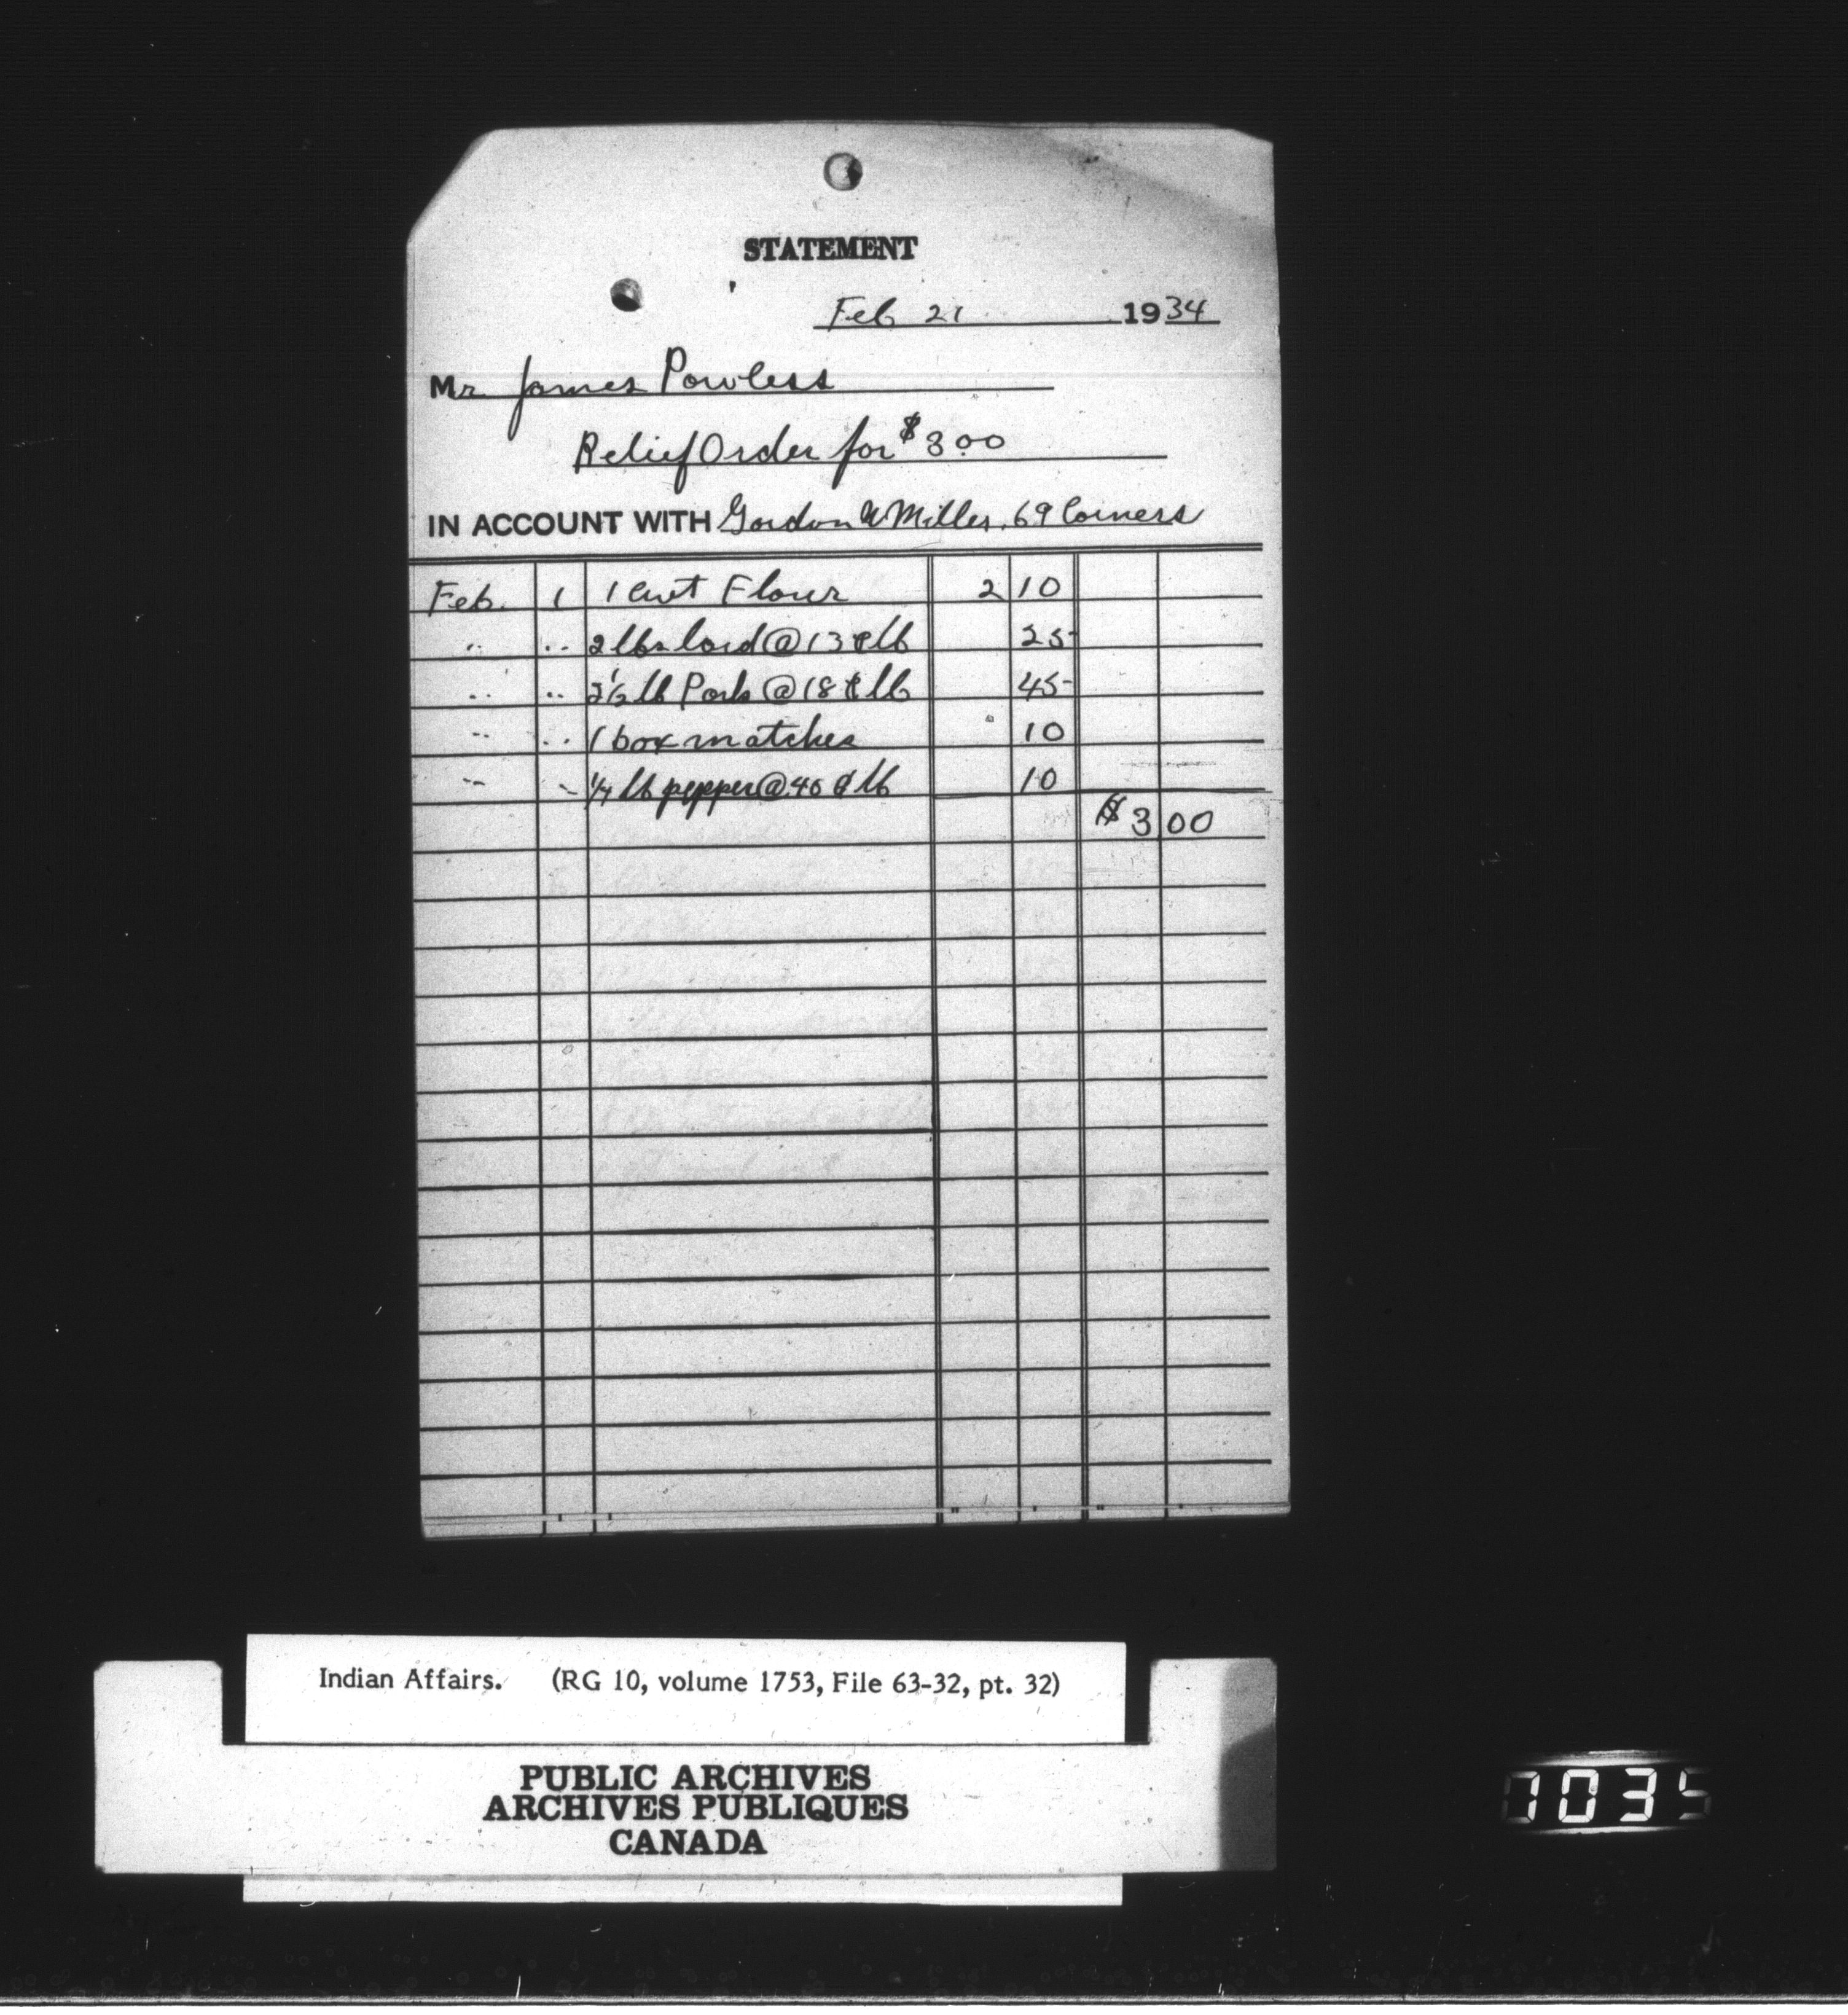 STATEMENT
Feb 21 1934
Mr James Powless
Relief Order for $3.00
IN ACCOUNT WITH Gordon W Miller, 69 Corners
Feb. 1 1 cwt Flour 2 10
" " 2 lbs lard @ 13¢ lb 25
" " 2½ lb Pork @ 18¢ lb 45
" " 1 box matches 10
" " ¼ lb pepper @ 40¢ lb 10
$3 00
Indian Affairs. (RG 10, volume 1753, File 63-32, pt. 32)
PUBLIC ARCHIVES
ARCHIVES PUBLIQUES
CANADA
7035